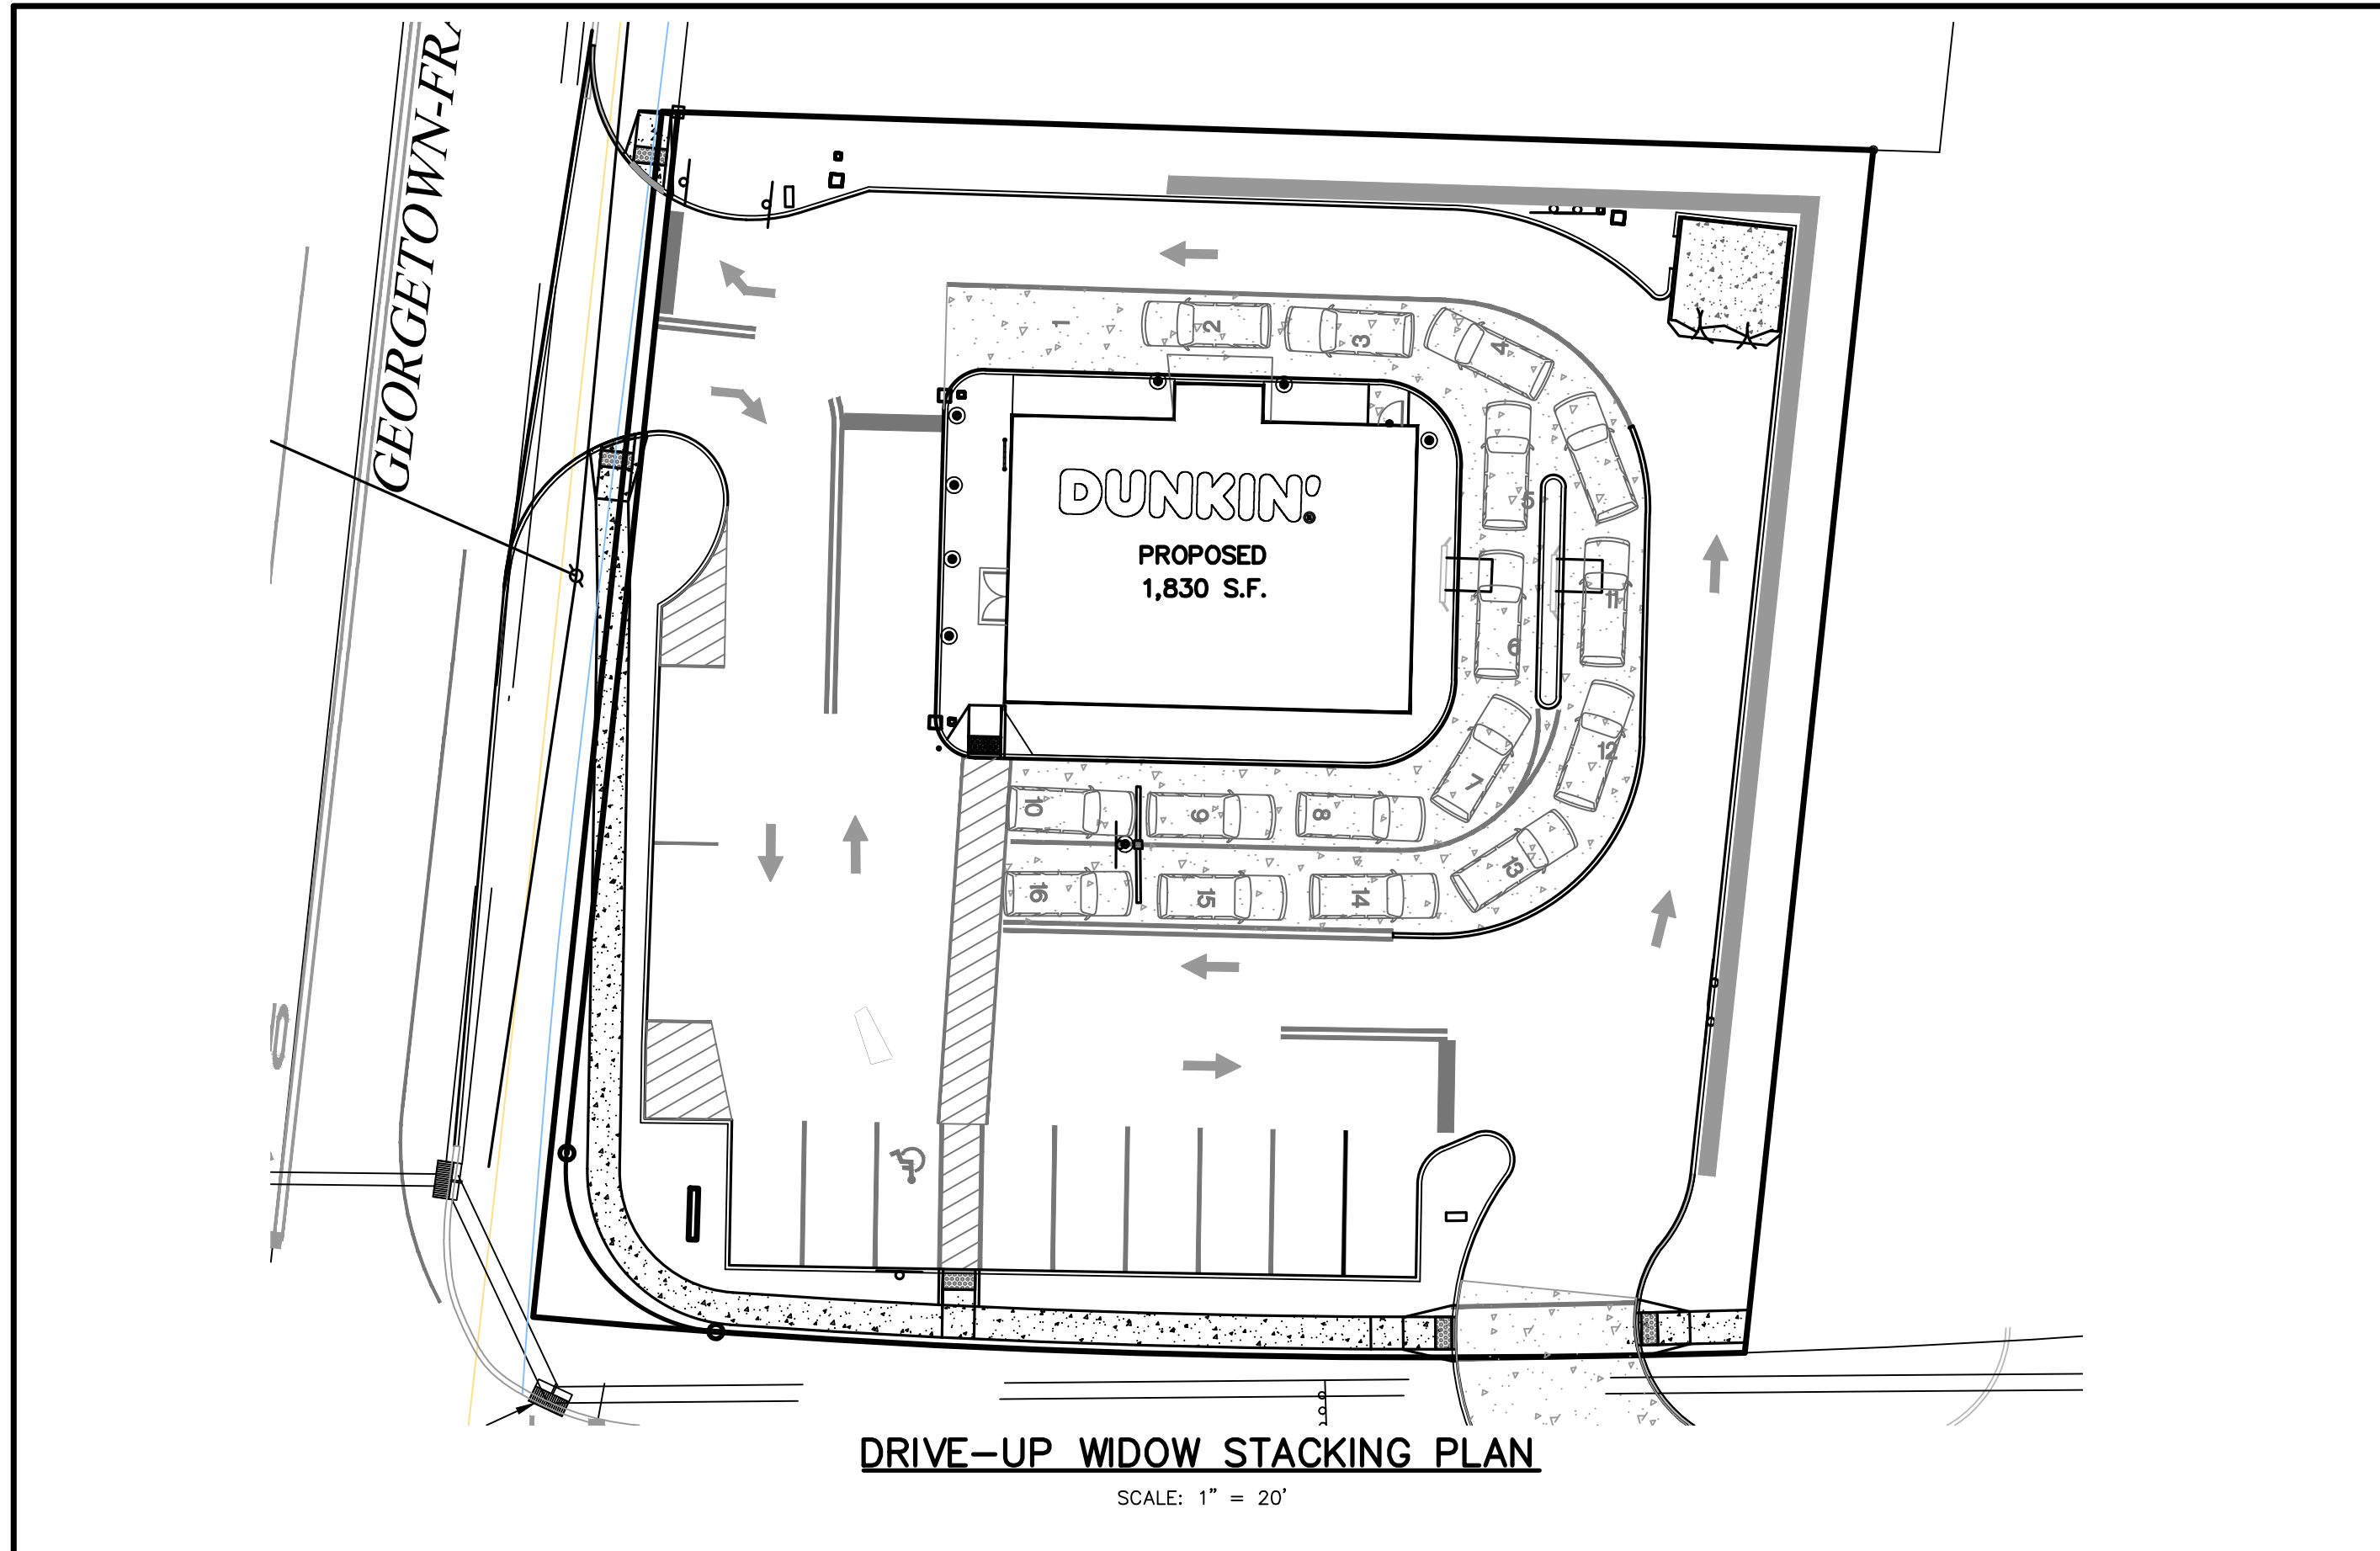 GEORGETOWN-FRA
1
2
3
4
DUNKIN'
5
PROPOSED
1,830 S.F.
11
6
12
7
10
9
8
13
16
15
14
S
DRIVE-UP WIDOW STACKING PLAN
SCALE: 1" = 20'